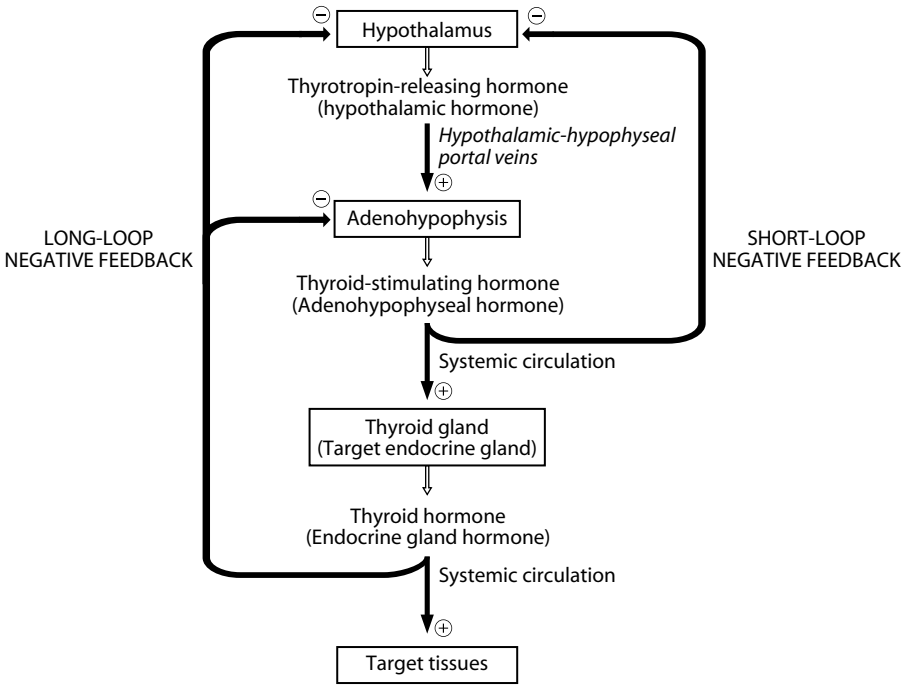 −
−
Hypothalamus
Thyrotropin-releasing hormone
(hypothalamic hormone)
Hypothalamic-hypophyseal
portal veins
+
−
Adenohypophysis
LONG-LOOP
NEGATIVE FEEDBACK
SHORT-LOOP
NEGATIVE FEEDBACK
Thyroid-stimulating hormone
(Adenohypophyseal hormone)
Systemic circulation
+
Thyroid gland
(Target endocrine gland)
Thyroid hormone
(Endocrine gland hormone)
Systemic circulation
+
Target tissues